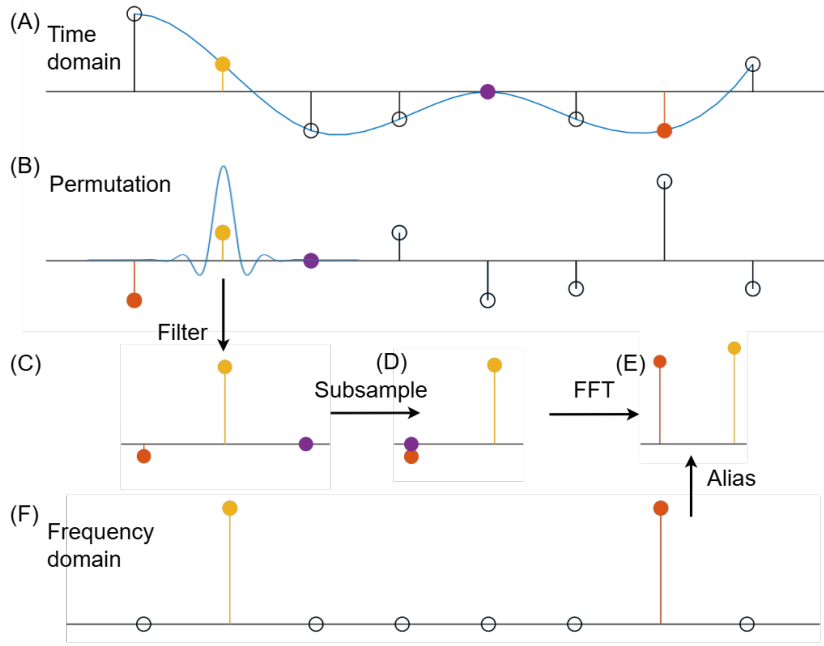 (A)
Time
domain
(B)
Permutation
Filter
(C)
(D)
(E)
Subsample
FFT
Alias
(F)
Frequency
domain